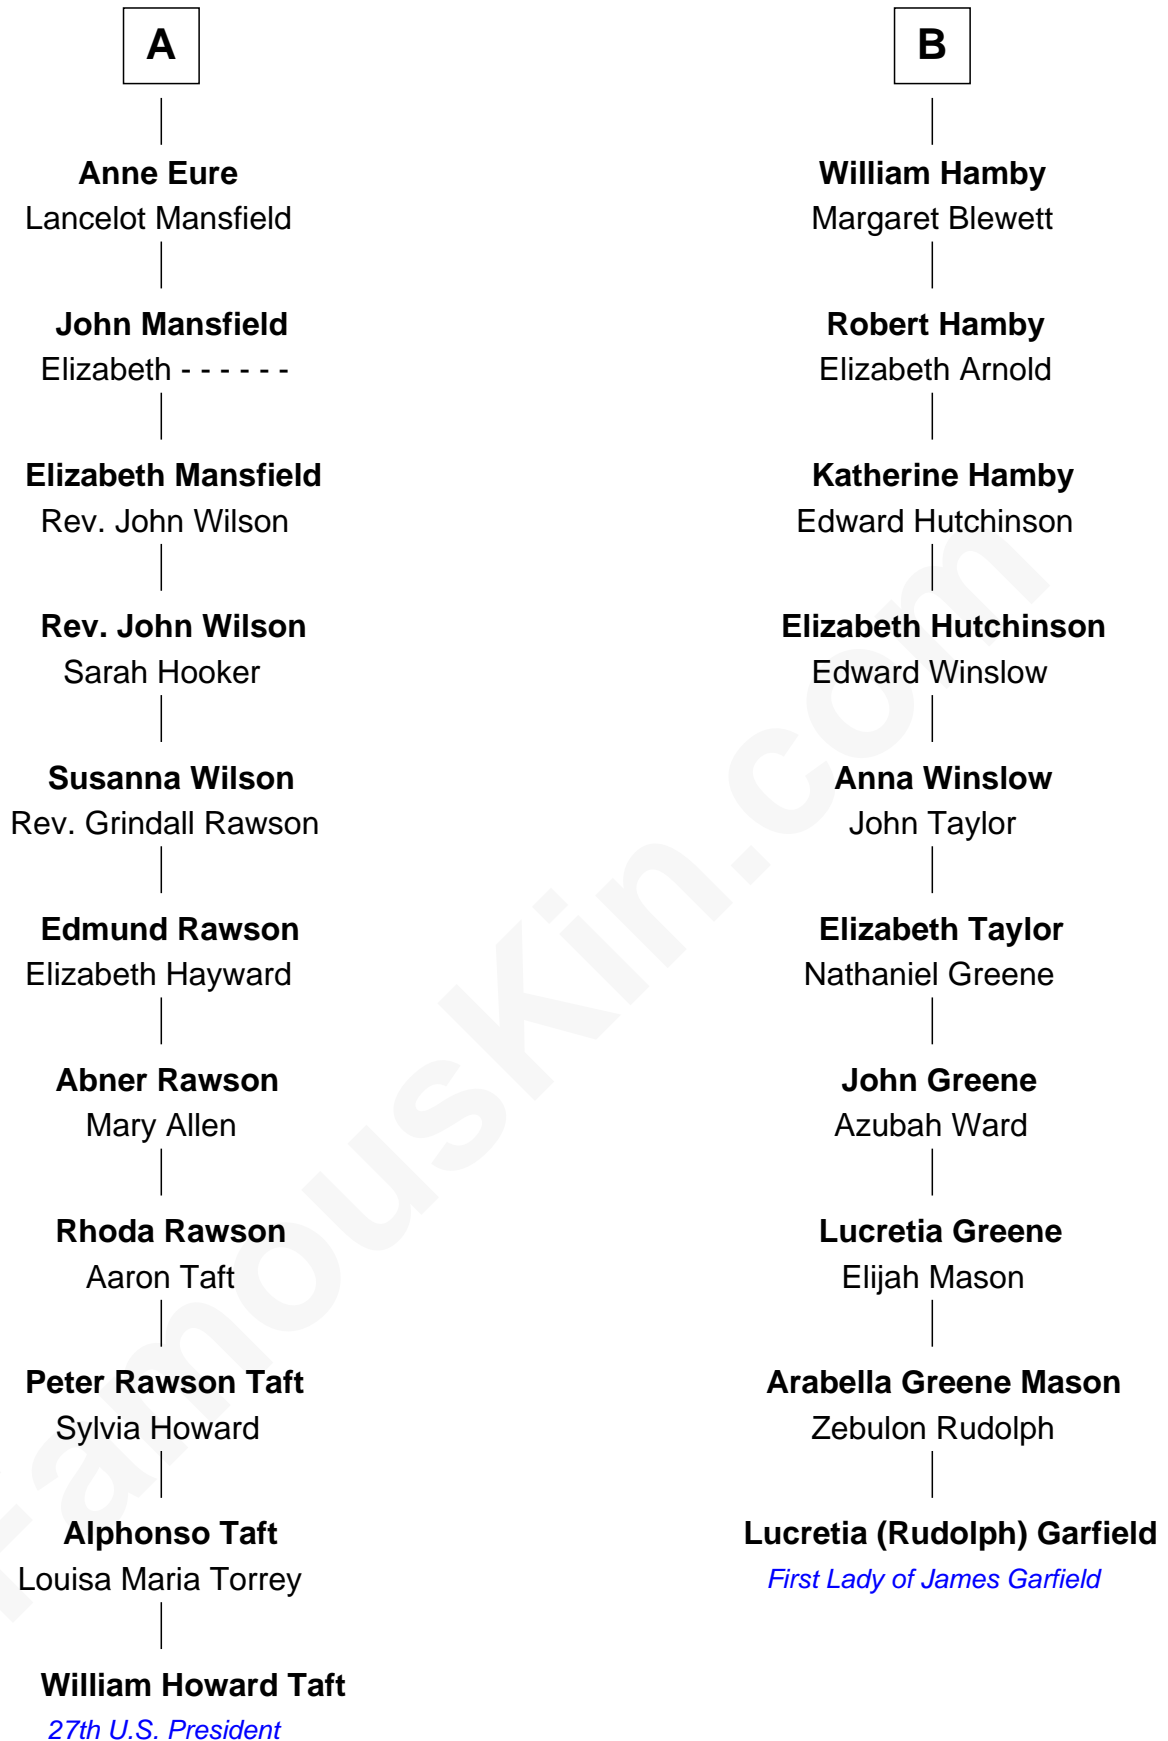 A
Anne Eure
Lancelot Mansfield
John Mansfield
Elizabeth - - - - - -
Elizabeth Mansfield
Rev. John Wilson
Rev. John Wilson
Sarah Hooker
Susanna Wilson
Rev. Grindall Rawson
Edmund Rawson
Elizabeth Hayward
Abner Rawson
Mary Allen
Rhoda Rawson
Aaron Taft
Peter Rawson Taft
Sylvia Howard
Alphonso Taft
Louisa Maria Torrey
William Howard Taft
27th U.S. President
B
William Hamby
Margaret Blewett
Robert Hamby
Elizabeth Arnold
Katherine Hamby
Edward Hutchinson
Elizabeth Hutchinson
Edward Winslow
Anna Winslow
John Taylor
Elizabeth Taylor
Nathaniel Greene
John Greene
Azubah Ward
Lucretia Greene
Elijah Mason
Arabella Greene Mason
Zebulon Rudolph
Lucretia (Rudolph) Garfield
First Lady of James Garfield
FamousKin.com